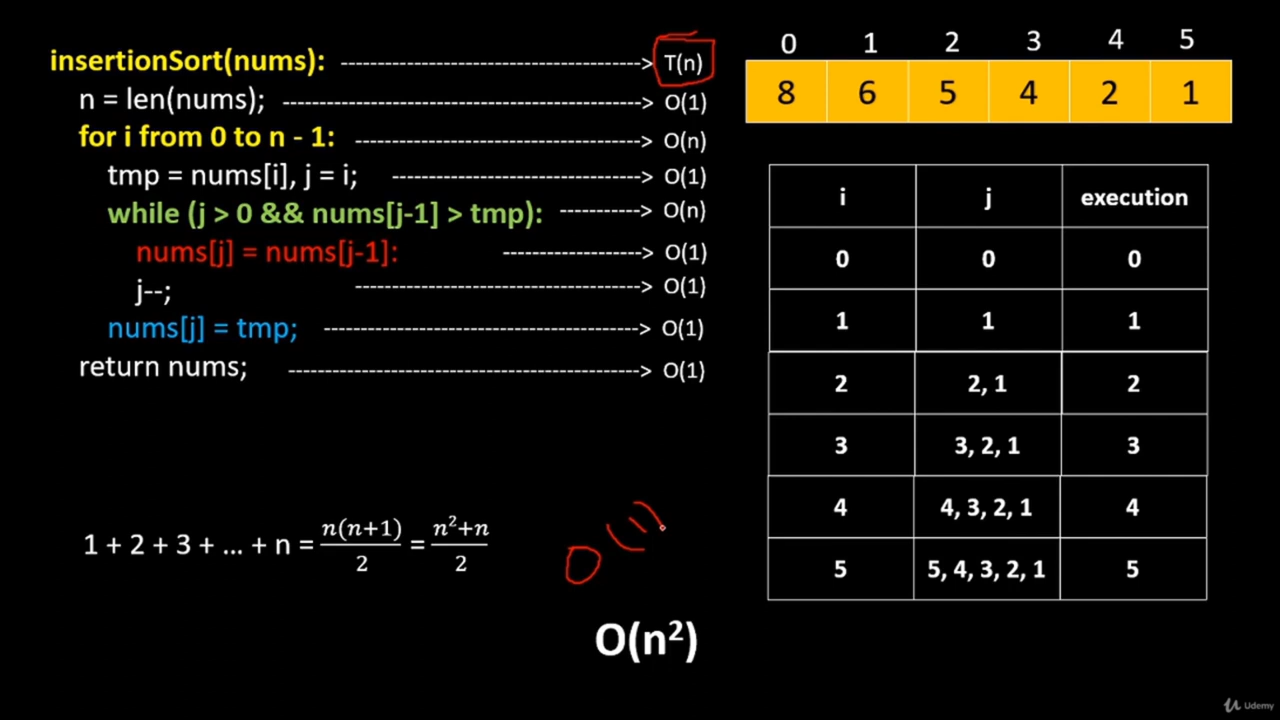 insertionSort(nums): ----------------------------------> T(n)
n = len(nums); ----------------------------------------> O(1)
for i from 0 to n - 1: --------------------------------> O(n)
tmp = nums[i], j = i; ---------------------------> O(1)
while (j > 0 && nums[j-1] > tmp): ----------> O(n)
nums[j] = nums[j-1]: ---------------> O(1)
j--; --------------------------------> O(1)
nums[j] = tmp; -----------------------------------> O(1)
return nums; ---------------------------------------> O(1)
0 1 2 3 4 5
8 6 5 4 2 1
i j execution
0 0 0
1 1 1
2 2, 1 2
3 3, 2, 1 3
4 4, 3, 2, 1 4
5 5, 4, 3, 2, 1 5
1 + 2 + 3 + ... + n = n(n+1)/2 = n²+n/2
O(1)
O(n²)
Udemy